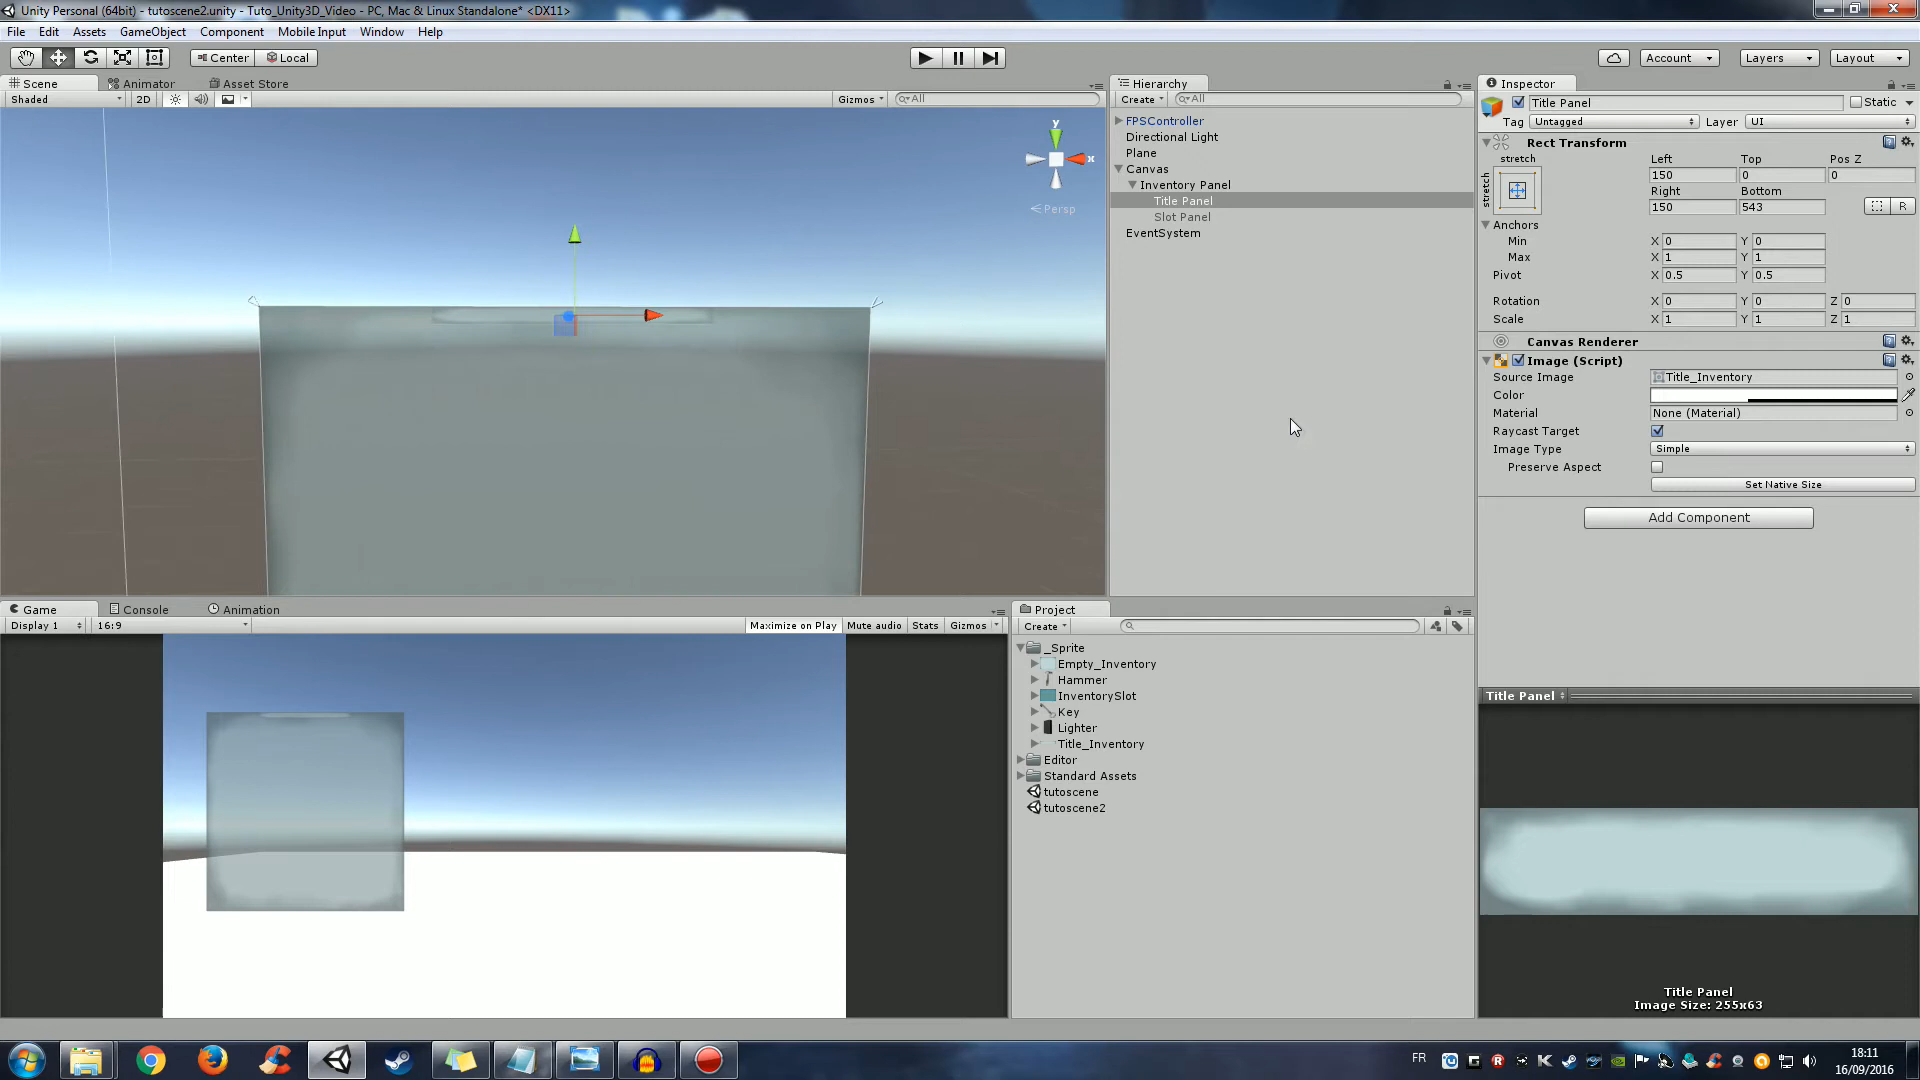 Unity Personal (64bit) - tutoscene2.unity - Tuto_Unity3D_Video - PC, Mac & Linux Standalone* <DX11>
File Edit Assets GameObject Component Mobile Input Window Help
Center Local Account Layers Layout
Scene Animator Asset Store
Shaded 2D Gizmos All
y
x
Persp
Hierarchy
Create All
FPSController
Directional Light
Plane
Canvas
Inventory Panel
Title Panel
Slot Panel
EventSystem
Inspector
Title Panel Static
Tag Untagged Layer UI
Rect Transform
stretch Left Top Pos Z
stretch
150 0 0
Right Bottom
150 543 R
Anchors
Min X 0 Y 0
Max X 1 Y 1
Pivot X 0.5 Y 0.5
Rotation X 0 Y 0 Z 0
Scale X 1 Y 1 Z 1
Canvas Renderer
Image (Script)
Source Image Title_Inventory
Color
Material None (Material)
Raycast Target
Image Type Simple
Preserve Aspect
Set Native Size
Add Component
Game Console Animation
Display 1 16:9 Maximize on Play Mute audio Stats Gizmos
Project
Create
_Sprite
Empty_Inventory
Hammer
InventorySlot
Key
Lighter
Title_Inventory
Editor
Standard Assets
tutoscene
tutoscene2
Title Panel
Title Panel
Image Size: 255x63
FR
18:11
16/09/2016